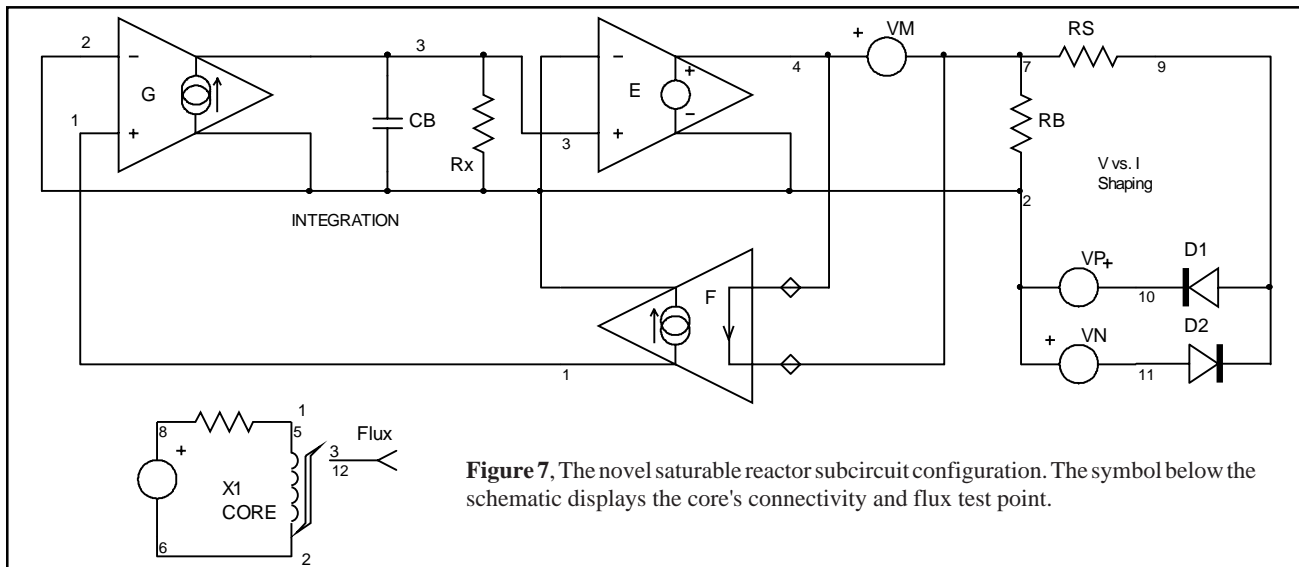 2
3
VM
+
RS
−
−
+
4
7
9
G
E
CB
RB
1
+
Rx
3
+
−
V vs. I
Shaping
INTEGRATION
2
VP
+
D1
F
10
VN
D2
+
1
11
1
8
+
5
Flux
3
12
X1
CORE
6
2
Figure 7, The novel saturable reactor subcircuit configuration. The symbol below the
schematic displays the core's connectivity and flux test point.